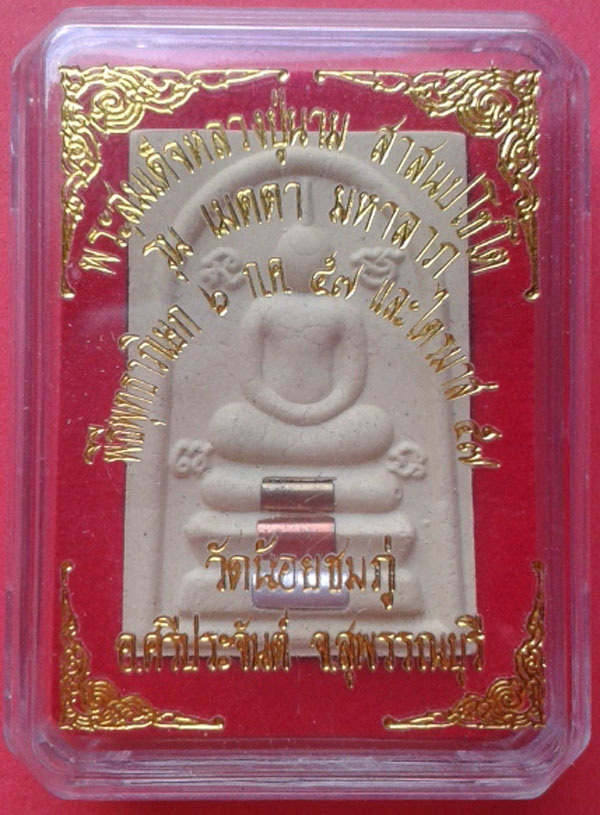 พระสมเด็จหลวงปู่นาม สาสนปโชโต
รุ่น เมตตา มหาลาภ
พิธีพุทธาภิเษก ๖ ก.ค. ๕๗ และไตรมาส ๕๗
วัดน้อยชมภู่
อ.ศรีประจันต์ จ.สุพรรณบุรี